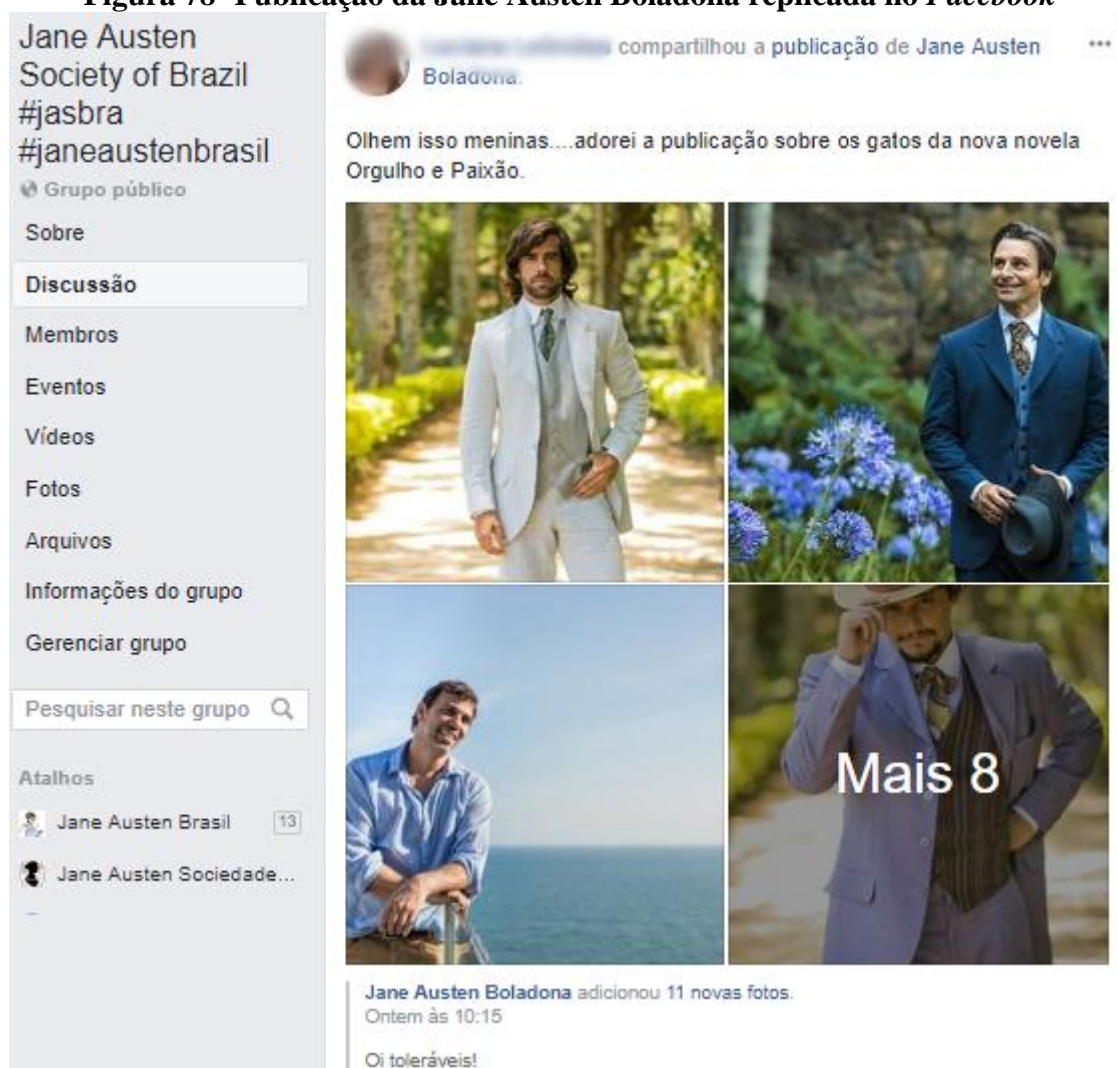 Figura 78- Publicação da Jane Austen Boladona replicada no Facebook
Jane Austen
Society of Brazil
#jasbra
#janeaustenbrasil
Grupo público
Sobre
Discussão
Membros
Eventos
Vídeos
Fotos
Arquivos
Informações do grupo
Gerenciar grupo
Pesquisar neste grupo
Atalhos
Jane Austen Brasil 13
Jane Austen Sociedade...
compartilhou a publicação de Jane Austen
Boladona.
Olhem isso meninas....adorei a publicação sobre os gatos da nova novela
Orgulho e Paixão.
Mais 8
Jane Austen Boladona adicionou 11 novas fotos.
Ontem às 10:15
Oi toleráveis!